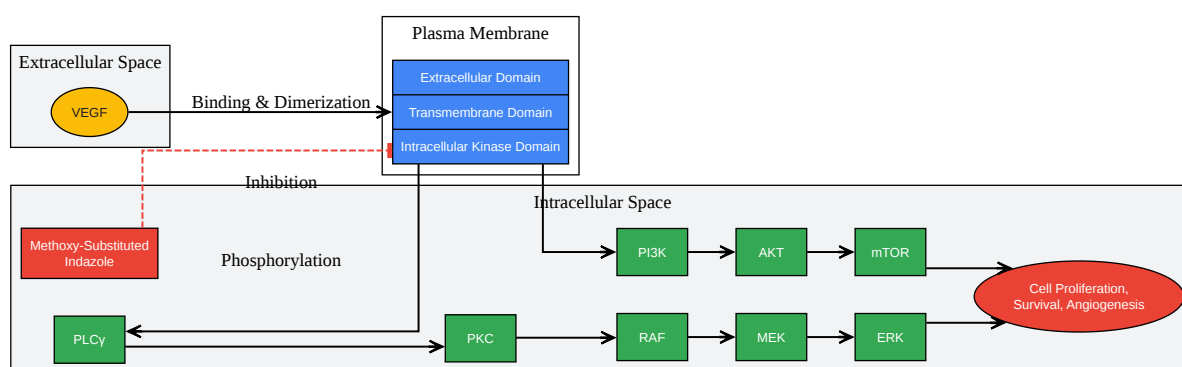 Plasma Membrane
Extracellular Space
Extracellular Domain
VEGF
Binding & Dimerization
Transmembrane Domain
Intracellular Kinase Domain
Inhibition
Intracellular Space
Methoxy-Substituted
Indazole
Phosphorylation
PI3K
AKT
mTOR
Cell Proliferation,
Survival, Angiogenesis
PLCγ
PKC
RAF
MEK
ERK